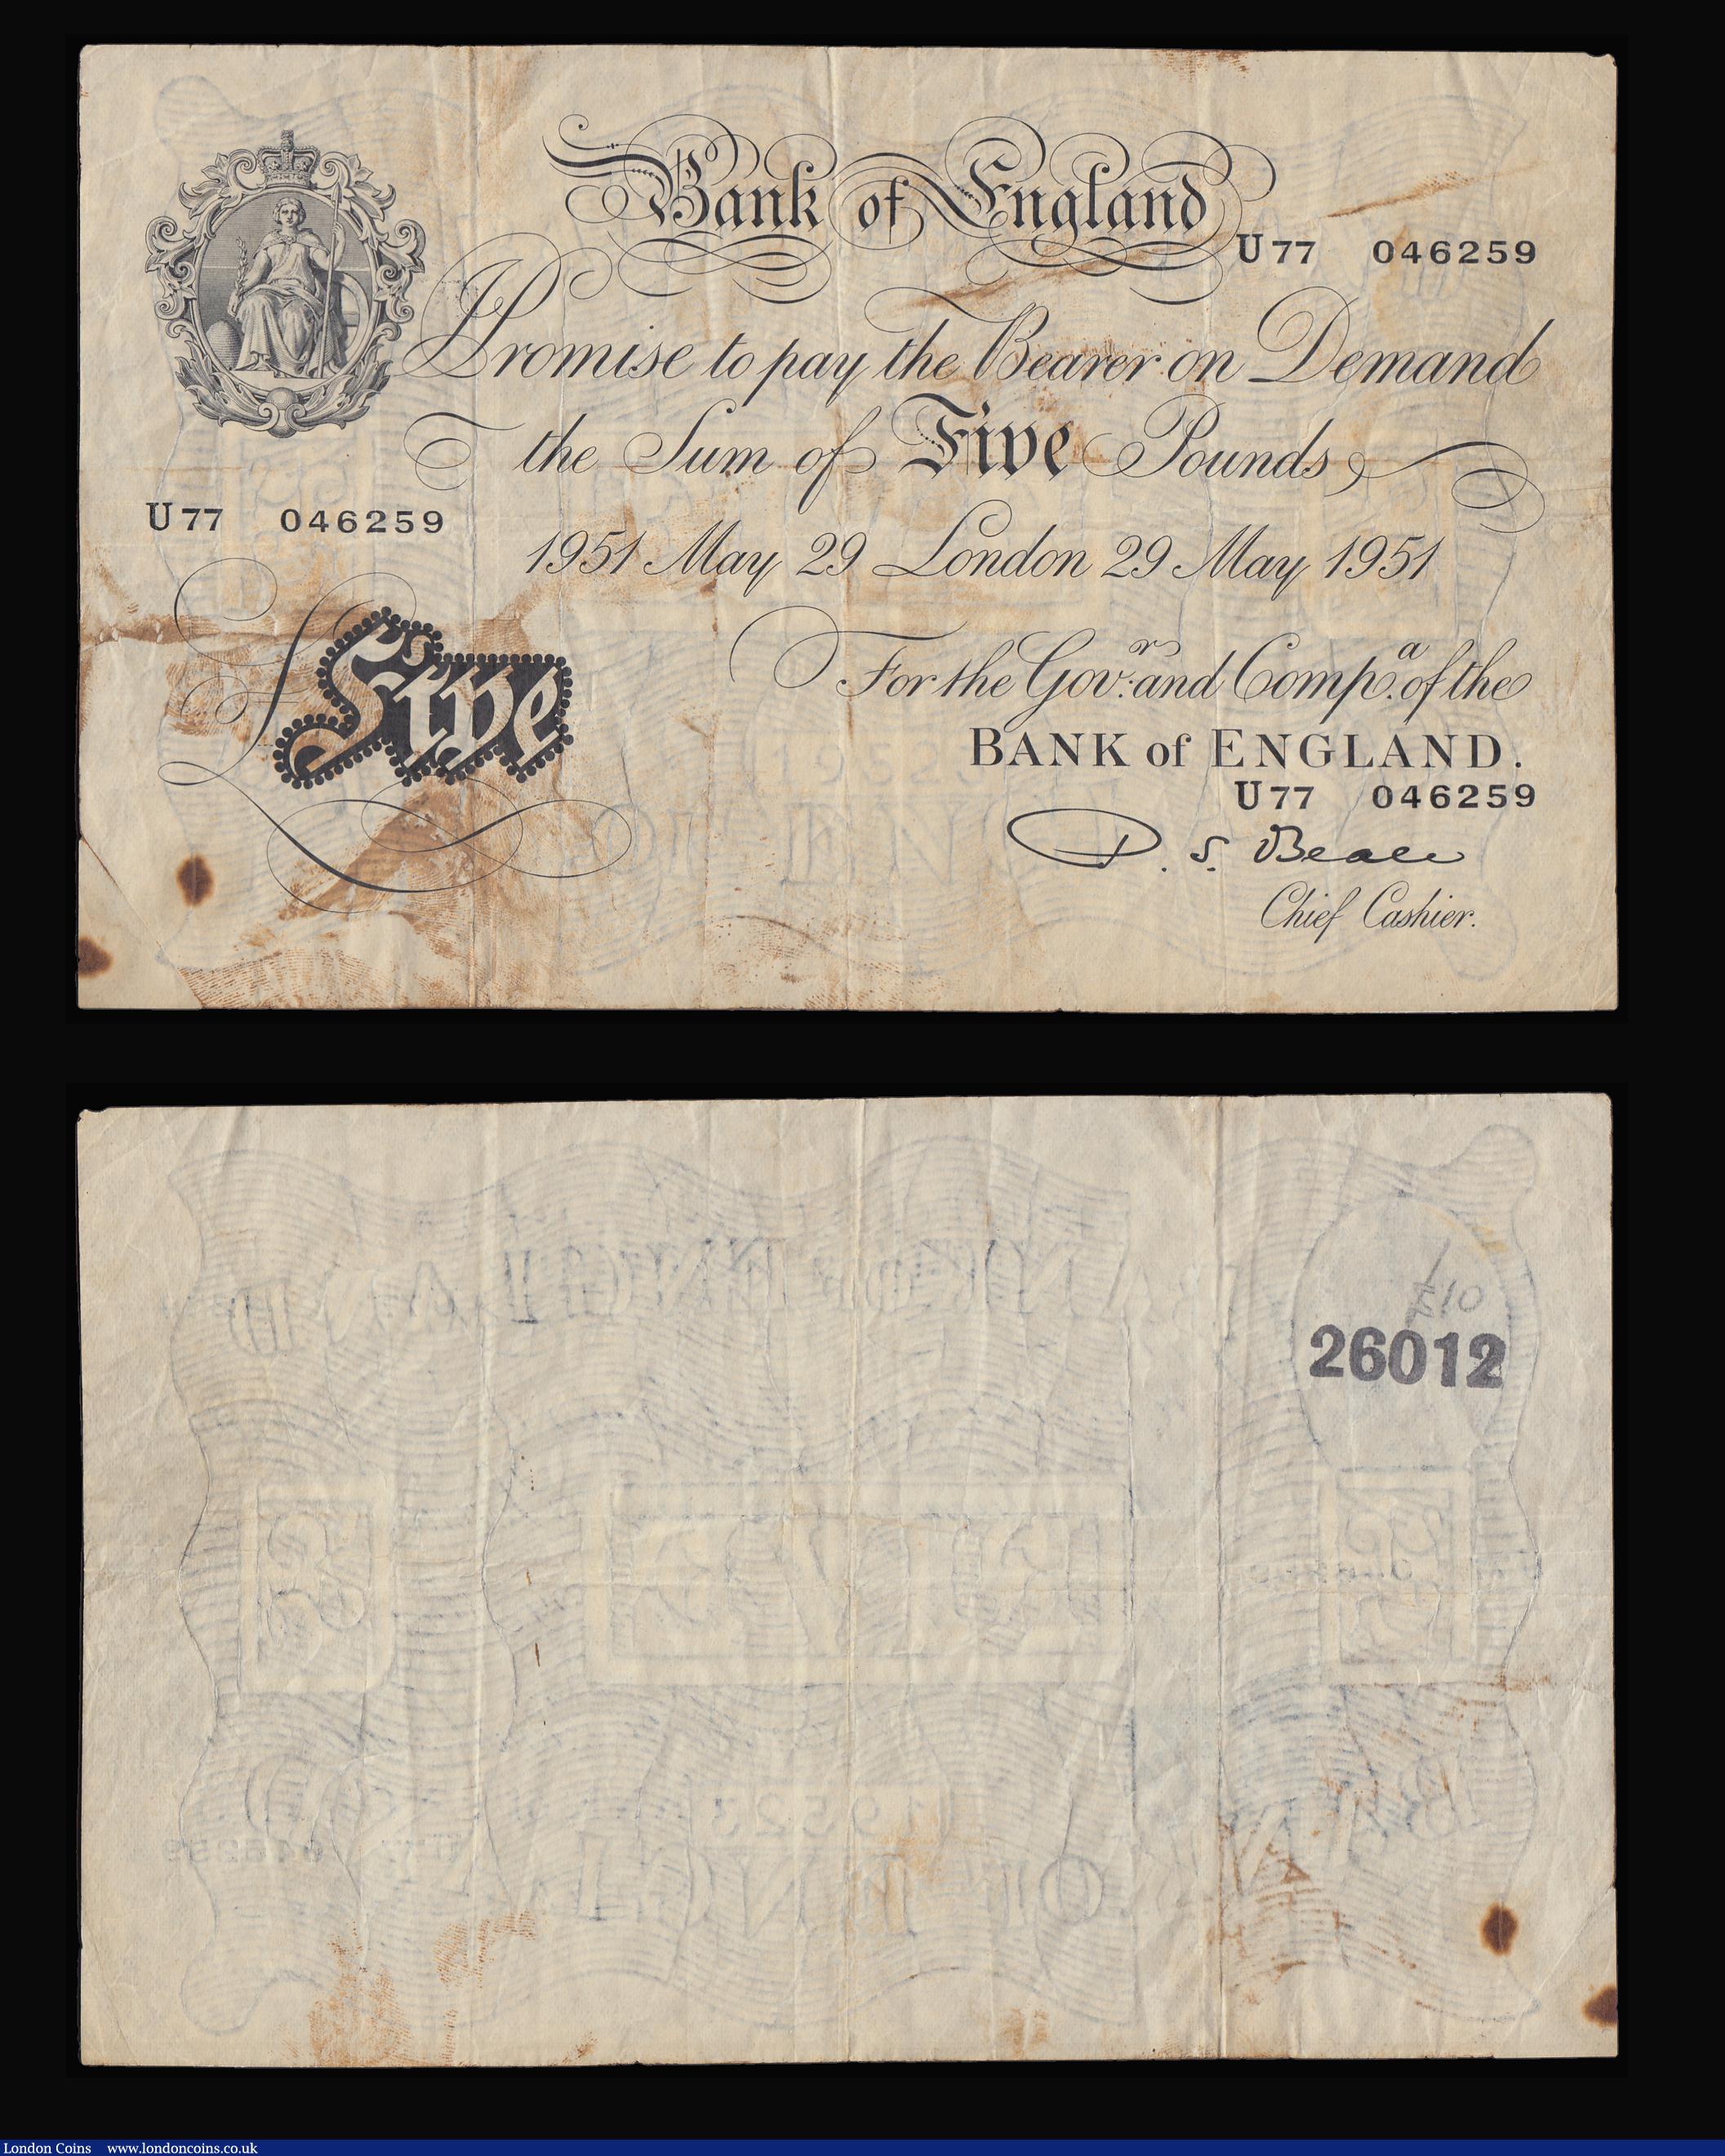 Bank of England
U77 046259
I Promise to pay the Bearer on Demand
the Sum of Five Pounds
U77 046259
1951 May 29 London 29 May 1951
Five
For the Gov.r and Comp.a of the
BANK of ENGLAND.
U77 046259
P. S. Beale
Chief Cashier.
26012
London Coins www.londoncoins.co.uk